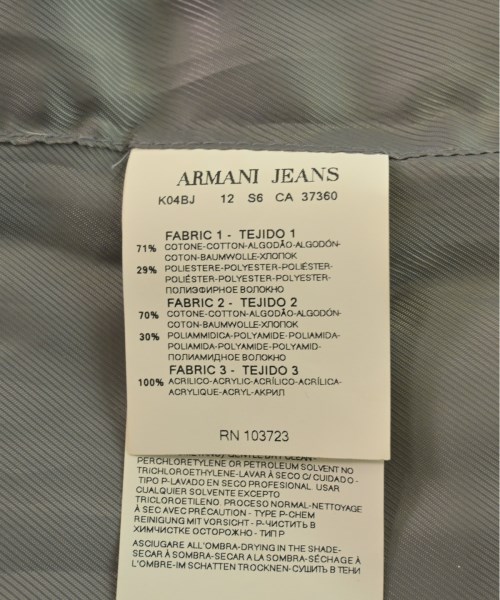 ARMANI JEANS
K04BJ 12 S6 CA 37360
FABRIC 1 - TEJIDO 1
71% COTONE-COTTON-ALGODÃO-ALGODÓN-
COTON-BAUMWOLLE-ХЛОПОК
29% POLIESTERE-POLYESTER-POLIÉSTER-
POLIÉSTER-POLYESTER-POLYESTER-
ПОЛИЭФИРНОЕ ВОЛОКНО
FABRIC 2 - TEJIDO 2
70% COTONE-COTTON-ALGODÃO-ALGODÓN-
COTON-BAUMWOLLE-ХЛОПОК
30% POLIAMMIDICA-POLYAMIDE-POLIAMIDA-
POLIAMIDA-POLYAMIDE-POLYAMID-
ПОЛИАМИДНОЕ ВОЛОКНО
FABRIC 3 - TEJIDO 3
100% ACRILICO-ACRYLIC-ACRÍLICO-ACRÍLICA-
ACRYLIQUE-ACRYL-АКРИЛ
RN 103723
GENTLE DRY CLEAN -
PERCHLORETYLENE OR PETROLEUM SOLVENT NO
TRICHLOROETHYLENE-LAVAR À SECO C/ CUIDADO -
TIPO P-LAVADO EN SECO PROFESIONAL. USAR
CUALQUIER SOLVENTE EXCEPTO
TRICLOROETILENO. PROCESO NORMAL-NETTOYAGE
À SEC AVEC PRÉCAUTION - TYPE P-CHEM
REINIGUNG MIT VORSICHT - P-ЧИСТИТЬ В
ХИМЧИСТКЕ ОСТОРОЖНО - ТИП P
ASCIUGARE ALL'OMBRA-DRYING IN THE SHADE-
SECAR À SOMBRA-SECAR A LA SOMBRA-SÉCHAGE À
L'OMBRE-IM SCHATTEN TROCKNEN-СУШИТЬ В ТЕНИ